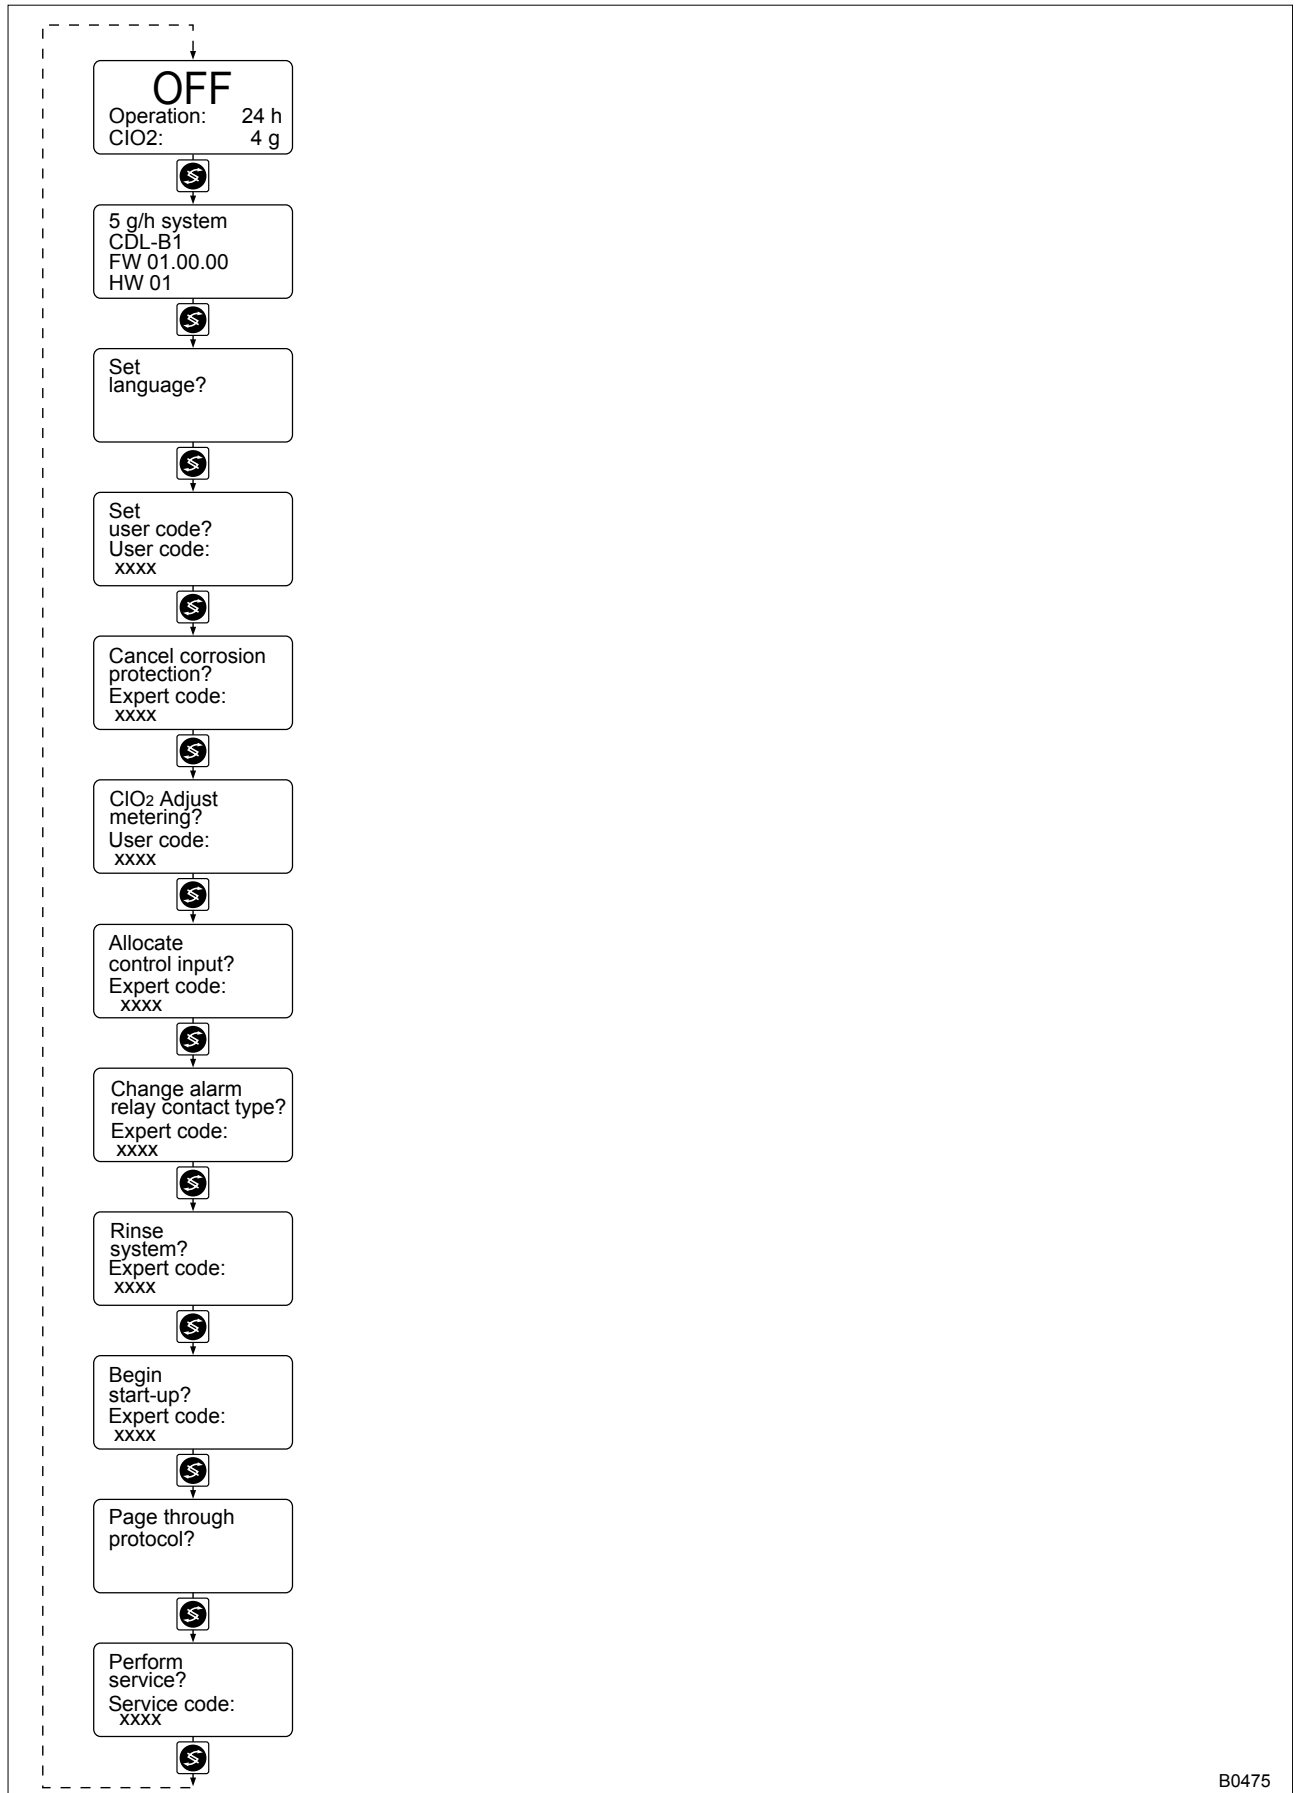 OFF
Operation: 24 h
ClO2: 4 g
5 g/h system
CDL-B1
FW 01.00.00
HW 01
Set
language?
Set
user code?
User code:
xxxx
Cancel corrosion
protection?
Expert code:
xxxx
ClO2 Adjust
metering?
User code:
xxxx
Allocate
control input?
Expert code:
xxxx
Change alarm
relay contact type?
Expert code:
xxxx
Rinse
system?
Expert code:
xxxx
Begin
start-up?
Expert code:
xxxx
Page through
protocol?
Perform
service?
Service code:
xxxx
B0475